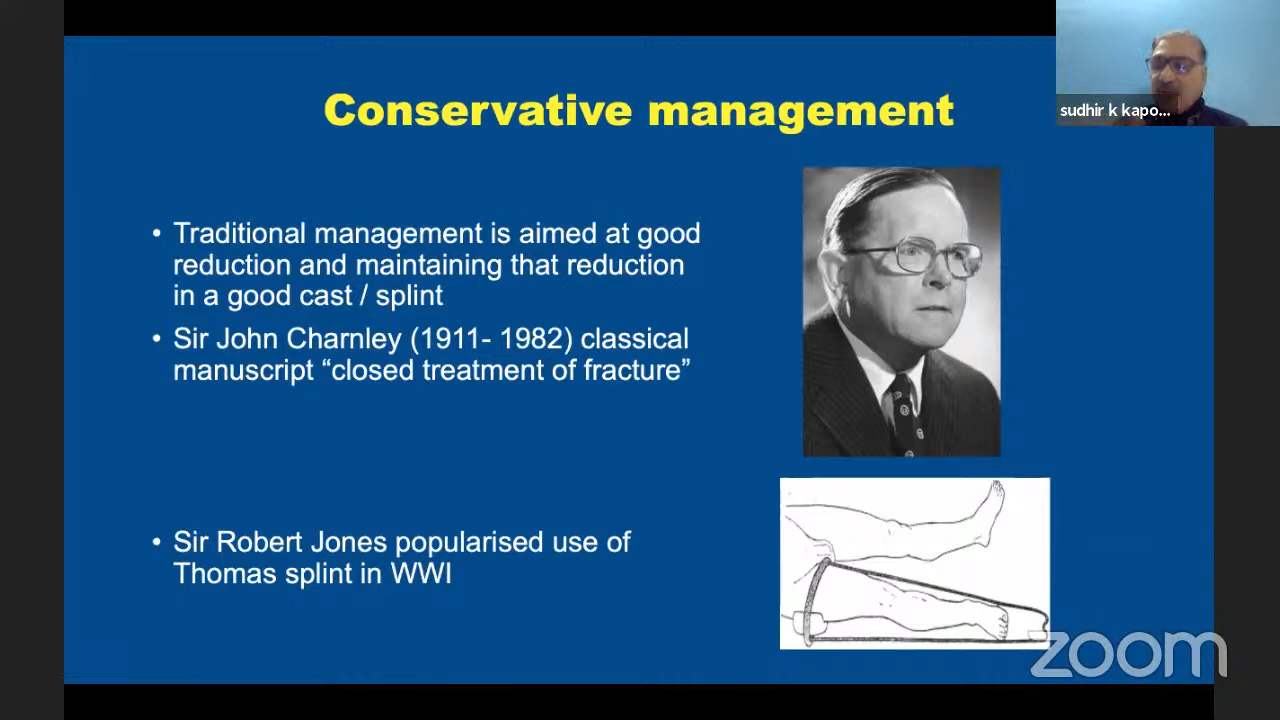 Conservative management
sudhir k kapo...
• Traditional management is aimed at good
reduction and maintaining that reduction
in a good cast / splint
• Sir John Charnley (1911- 1982) classical
manuscript “closed treatment of fracture”
• Sir Robert Jones popularised use of
Thomas splint in WWI
zoom